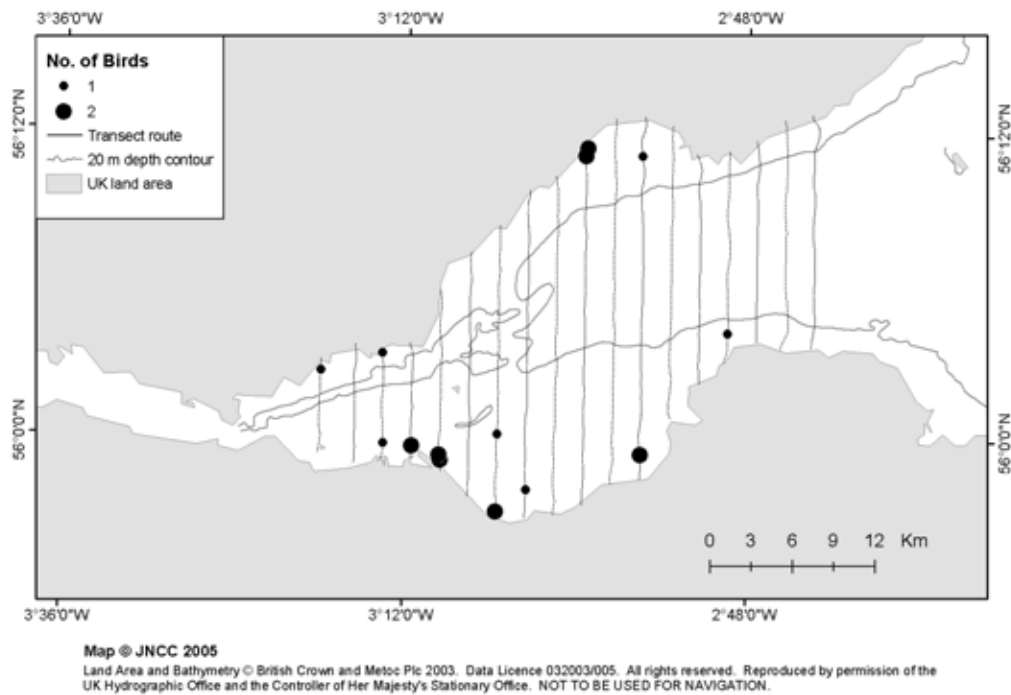 3°36'0"W 3°12'0"W 2°48'0"W
No. of Birds
1
2
Transect route
20 m depth contour
UK land area
56°12'0"N
56°12'0"N
56°0'0"N
56°0'0"N
0 3 6 9 12 Km
3°36'0"W 3°12'0"W 2°48'0"W
Map © JNCC 2005
Land Area and Bathymetry © British Crown and Metoc Plc 2003. Data Licence 032003/005. All rights reserved. Reproduced by permission of the
UK Hydrographic Office and the Controller of Her Majesty's Stationary Office. NOT TO BE USED FOR NAVIGATION.